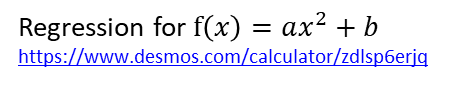 Regression for f(x) = ax² + b
https://www.desmos.com/calculator/zdlsp6erjq